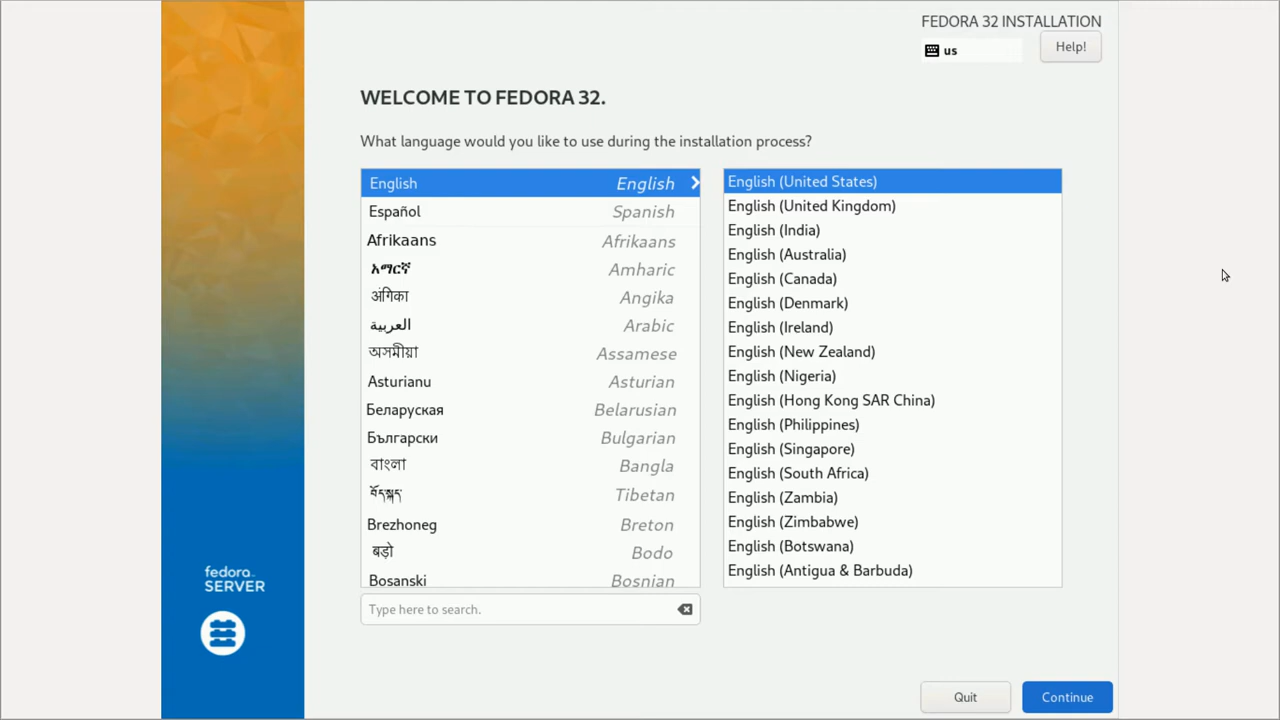 FEDORA 32 INSTALLATION
us
Help!
WELCOME TO FEDORA 32.
What language would you like to use during the installation process?
English English
Español Spanish
Afrikaans Afrikaans
አማርኛ Amharic
अंगिका Angika
العربية Arabic
অসমীয়া Assamese
Asturianu Asturian
Беларуская Belarusian
Български Bulgarian
বাংলা Bangla
བོད་སྐད་ Tibetan
Brezhoneg Breton
बड़ो Bodo
Bosanski Bosnian
Type here to search.
English (United States)
English (United Kingdom)
English (India)
English (Australia)
English (Canada)
English (Denmark)
English (Ireland)
English (New Zealand)
English (Nigeria)
English (Hong Kong SAR China)
English (Philippines)
English (Singapore)
English (South Africa)
English (Zambia)
English (Zimbabwe)
English (Botswana)
English (Antigua & Barbuda)
fedora
SERVER
Quit
Continue